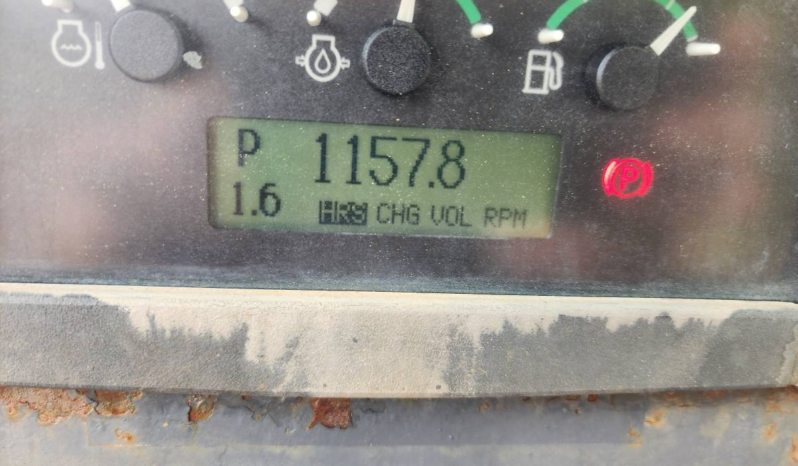 P 1157.8
1.6 HRS CHG VOL RPM
P